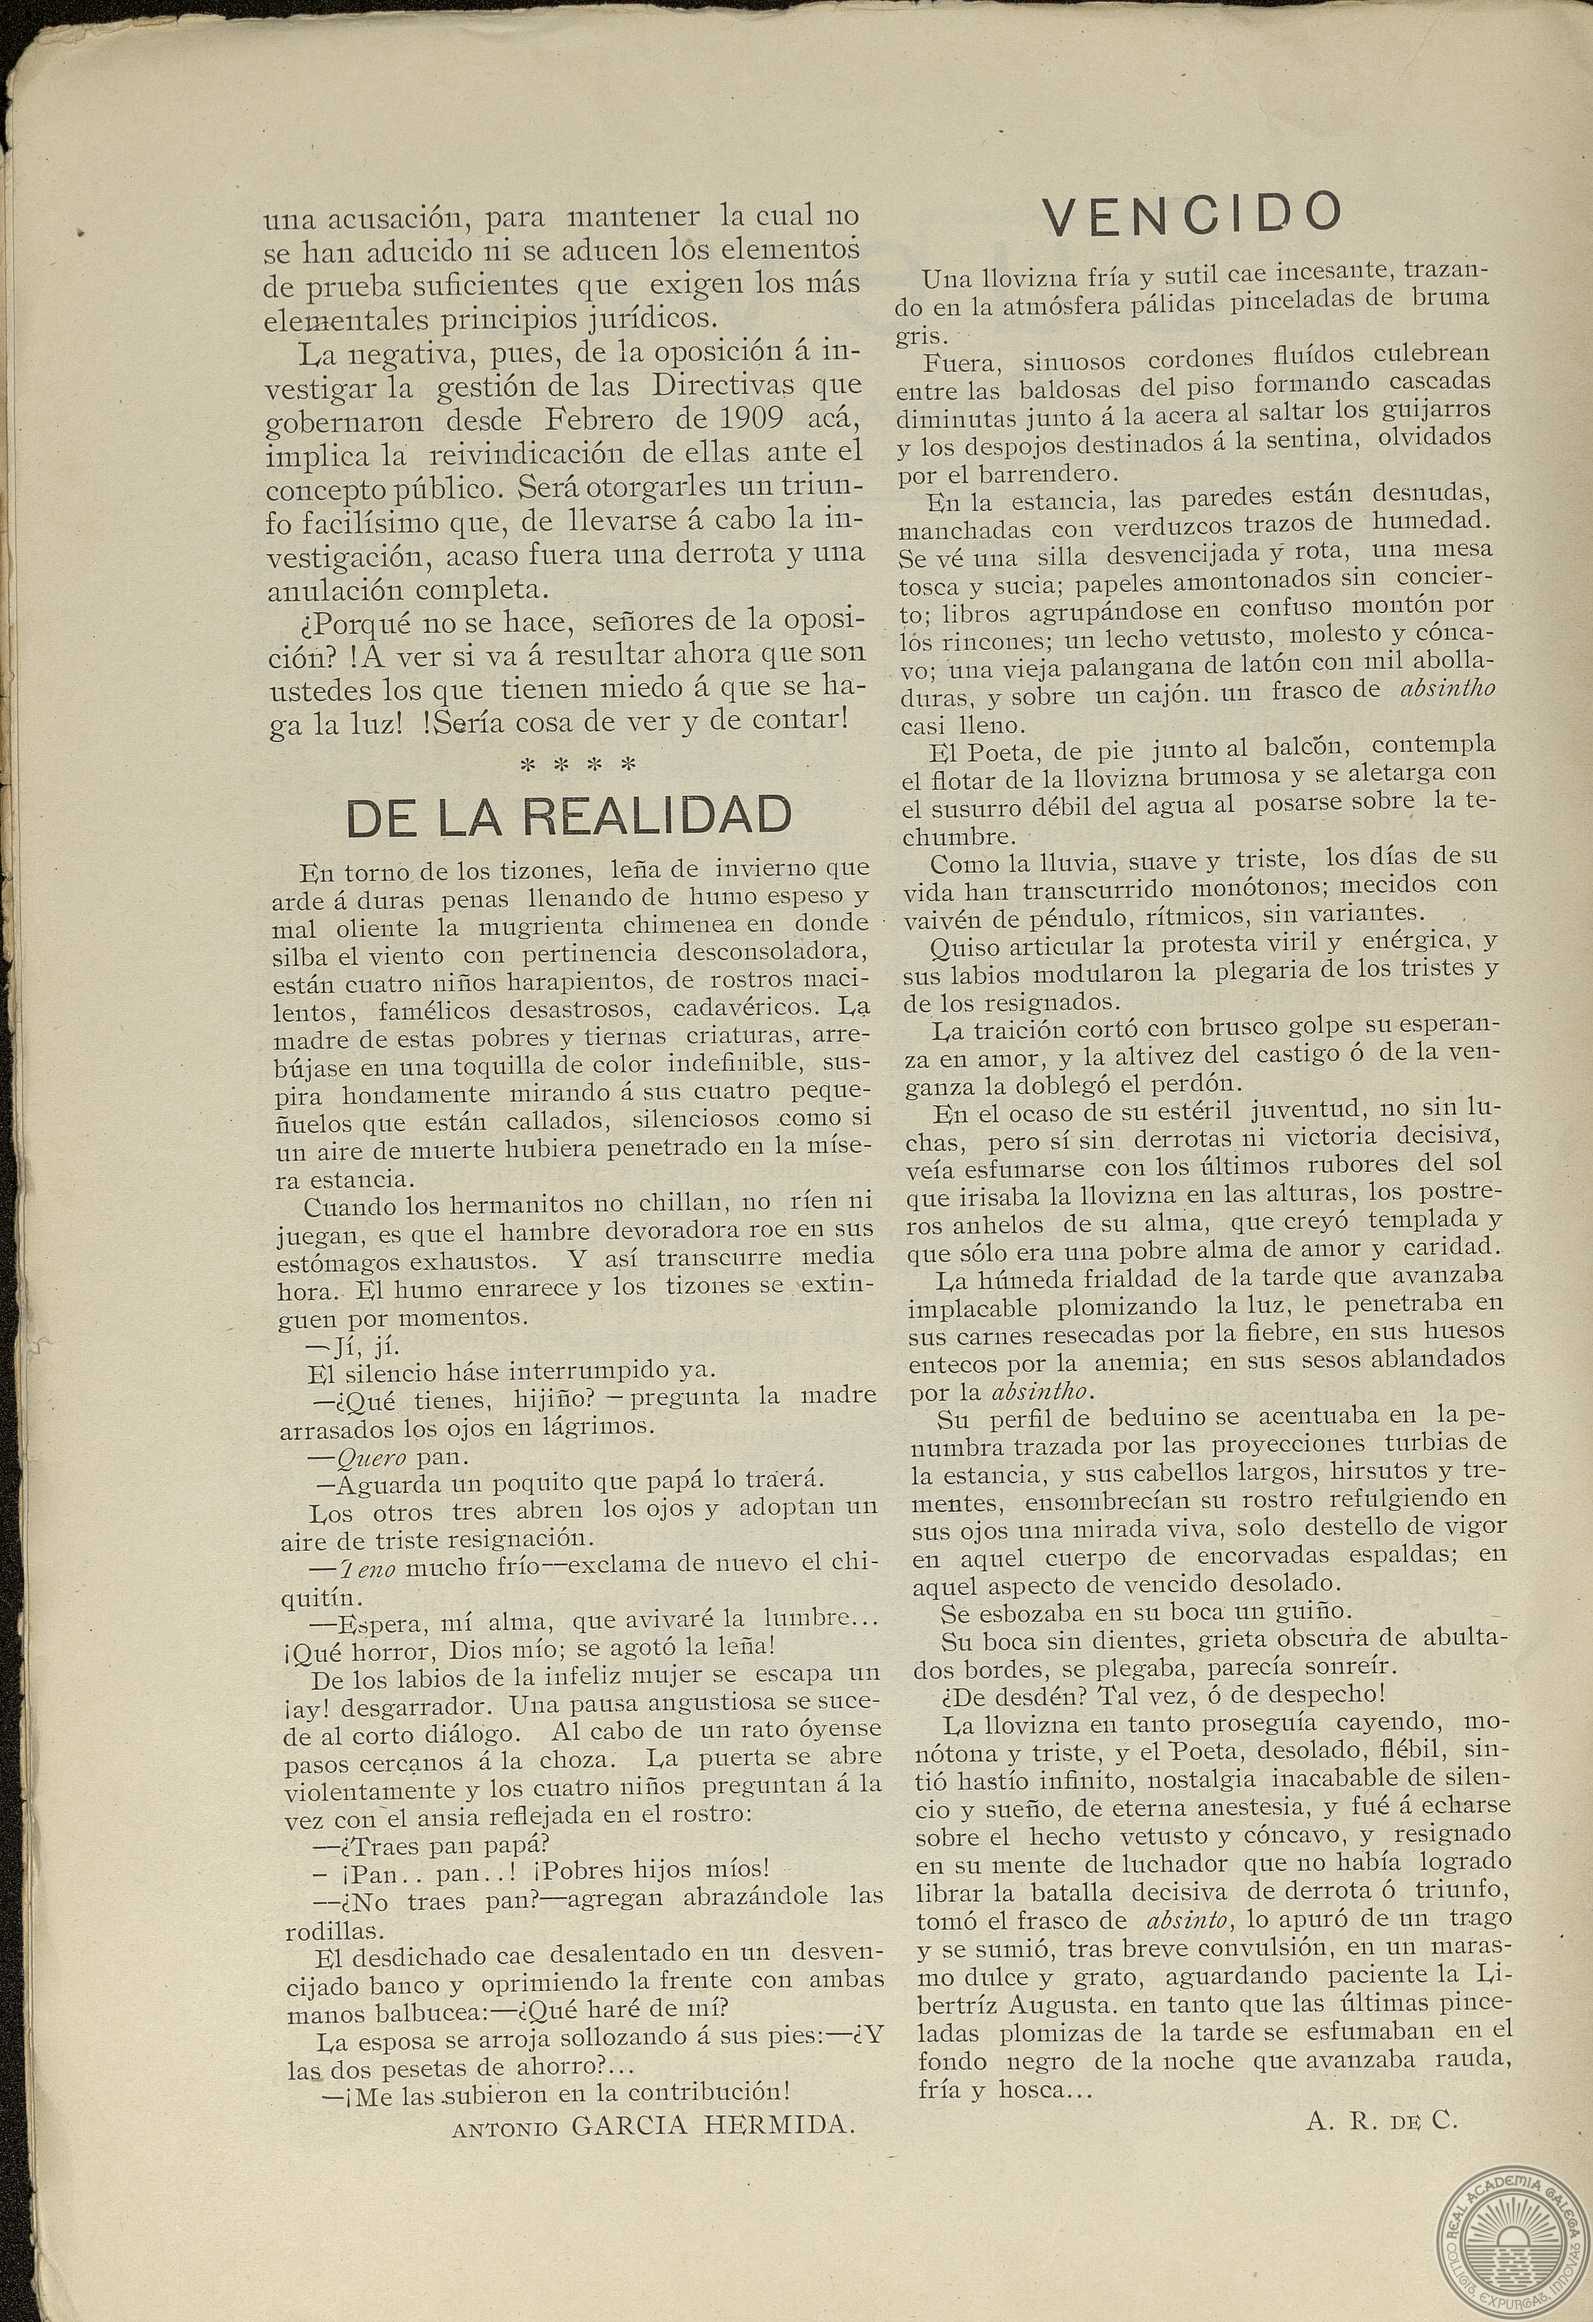 una acusación, para mantener la cual no
se han aducido ni se aducen los elementos
de prueba suficientes que exigen los más
elementales principios jurídicos.
La negativa, pues, de la oposición á in-
vestigar la gestión de las Directivas que
gobernaron desde Febrero de 1909 acá,
implica la reivindicación de ellas ante el
concepto público. Será otorgarles un triun-
fo facilísimo que, de llevarse á cabo la in-
vestigación, acaso fuera una derrota y una
anulación completa.
¿Porqué no se hace, señores de la oposi-
ción? !A ver si va á resultar ahora que son
ustedes los que tienen miedo á que se ha-
ga la luz! !Sería cosa de ver y de contar!
* * * *
DE LA REALIDAD
En torno de los tizones, leña de invierno que
arde á duras penas llenando de humo espeso y
mal oliente la mugrienta chimenea en donde
silba el viento con pertinencia desconsoladora,
están cuatro niños harapientos, de rostros maci-
lentos, famélicos desastrosos, cadavéricos. La
madre de estas pobres y tiernas criaturas, arre-
bújase en una toquilla de color indefinible, sus-
pira hondamente mirando á sus cuatro peque-
ñuelos que están callados, silenciosos como si
un aire de muerte hubiera penetrado en la míse-
ra estancia.
Cuando los hermanitos no chillan, no ríen ni
juegan, es que el hambre devoradora roe en sus
estómagos exhaustos. Y así transcurre media
hora. El humo enrarece y los tizones se extin-
guen por momentos.
—Jí, jí.
El silencio háse interrumpido ya.
—¿Qué tienes, hijiño?—pregunta la madre
arrasados los ojos en lágrimos.
—Quero pan.
—Aguarda un poquito que papá lo traerá.
Los otros tres abren los ojos y adoptan un
aire de triste resignación.
—Teno mucho frío—exclama de nuevo el chi-
quitín.
—Espera, mí alma, que avivaré la lumbre...
¡Qué horror, Dios mío; se agotó la leña!
De los labios de la infeliz mujer se escapa un
¡ay! desgarrador. Una pausa angustiosa se suce-
de al corto diálogo. Al cabo de un rato óyense
pasos cercanos á la choza. La puerta se abre
violentamente y los cuatro niños preguntan á la
vez con el ansia reflejada en el rostro:
—¿Traes pan papá?
– ¡Pan.. pan..! ¡Pobres hijos míos!
—¿No traes pan?—agregan abrazándole las
rodillas.
El desdichado cae desalentado en un desven-
cijado banco y oprimiendo la frente con ambas
manos balbucea:—¿Qué haré de mí?
La esposa se arroja sollozando á sus pies:—¿Y
las dos pesetas de ahorro?...
—¡Me las subieron en la contribución!
ANTONIO GARCIA HERMIDA.
VENCIDO
Una llovizna fría y sutil cae incesante, trazan-
do en la atmósfera pálidas pinceladas de bruma
gris.
Fuera, sinuosos cordones fluídos culebrean
entre las baldosas del piso formando cascadas
diminutas junto á la acera al saltar los guijarros
y los despojos destinados á la sentina, olvidados
por el barrendero.
En la estancia, las paredes están desnudas,
manchadas con verduzcos trazos de humedad.
Se vé una silla desvencijada y rota, una mesa
tosca y sucia; papeles amontonados sin concier-
to; libros agrupándose en confuso montón por
los rincones; un lecho vetusto, molesto y cónca-
vo; una vieja palangana de latón con mil abolla-
duras, y sobre un cajón. un frasco de absintho
casi lleno.
El Poeta, de pie junto al balcón, contempla
el flotar de la llovizna brumosa y se aletarga con
el susurro débil del agua al posarse sobre la te-
chumbre.
Como la lluvia, suave y triste, los días de su
vida han transcurrido monótonos; mecidos con
vaivén de péndulo, rítmicos, sin variantes.
Quiso articular la protesta viril y enérgica, y
sus labios modularon la plegaria de los tristes y
de los resignados.
La traición cortó con brusco golpe su esperan-
za en amor, y la altivez del castigo ó de la ven-
ganza la doblegó el perdón.
En el ocaso de su estéril juventud, no sin lu-
chas, pero sí sin derrotas ni victoria decisiva,
veía esfumarse con los últimos rubores del sol
que irisaba la llovizna en las alturas, los postre-
ros anhelos de su alma, que creyó templada y
que sólo era una pobre alma de amor y caridad.
La húmeda frialdad de la tarde que avanzaba
implacable plomizando la luz, le penetraba en
sus carnes resecadas por la fiebre, en sus huesos
entecos por la anemia; en sus sesos ablandados
por la absintho.
Su perfil de beduino se acentuaba en la pe-
numbra trazada por las proyecciones turbias de
la estancia, y sus cabellos largos, hirsutos y tre-
mentes, ensombrecían su rostro refulgiendo en
sus ojos una mirada viva, solo destello de vigor
en aquel cuerpo de encorvadas espaldas; en
aquel aspecto de vencido desolado.
Se esbozaba en su boca un guiño.
Su boca sin dientes, grieta obscura de abulta-
dos bordes, se plegaba, parecía sonreír.
¿De desdén? Tal vez, ó de despecho!
La llovizna en tanto proseguía cayendo, mo-
nótona y triste, y el Poeta, desolado, flébil, sin-
tió hastío infinito, nostalgia inacabable de silen-
cio y sueño, de eterna anestesia, y fué á echarse
sobre el hecho vetusto y cóncavo, y resignado
en su mente de luchador que no había logrado
librar la batalla decisiva de derrota ó triunfo,
tomó el frasco de absinto, lo apuró de un trago
y se sumió, tras breve convulsión, en un maras-
mo dulce y grato, aguardando paciente la Li-
bertríz Augusta. en tanto que las últimas pince-
ladas plomizas de la tarde se esfumaban en el
fondo negro de la noche que avanzaba rauda,
fría y hosca...
A. R. DE C.
REAL ACADEMIA GALEGA
COLLIGIT, EXPURGAT, INNOVAT